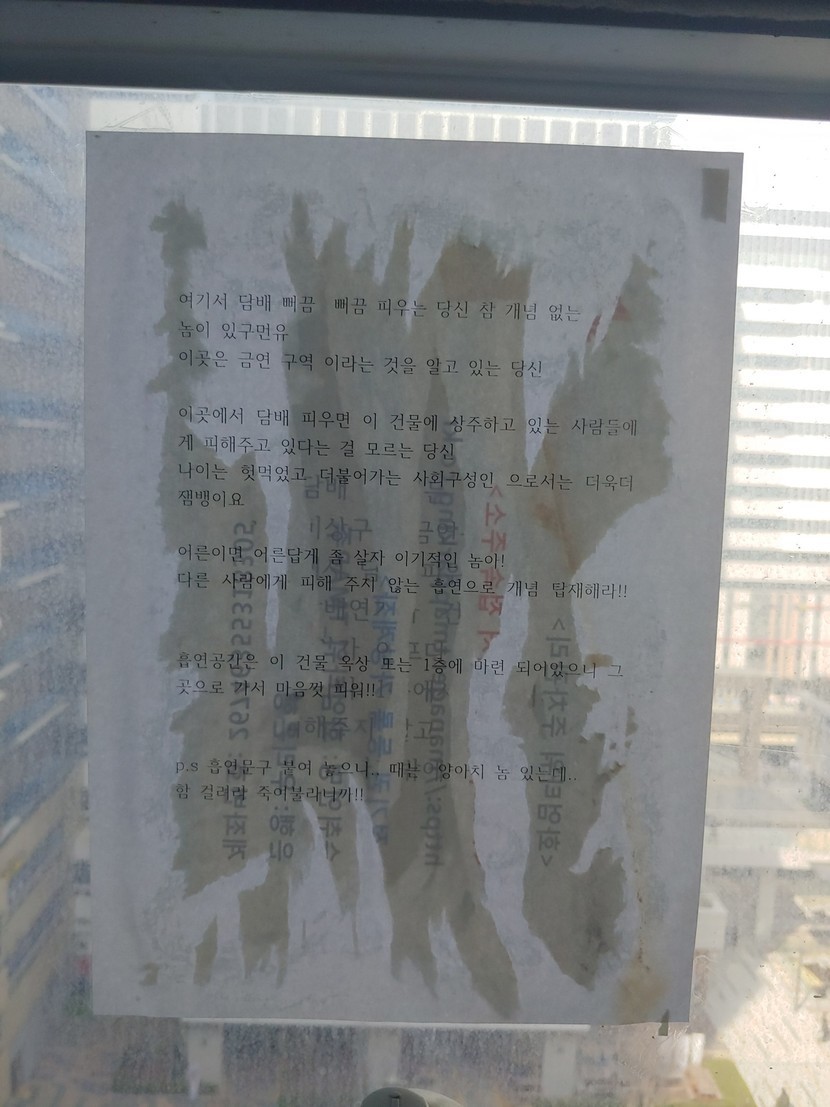 여기서 담배 뻐끔 뻐끔 피우는 당신 참 개념 없는
놈이 있구먼유
이곳은 금연 구역 이라는 것을 알고 있는 당신
이곳에서 담배 피우면 이 건물에 상주하고 있는 사람들에
게 피해주고 있다는 걸 모르는 당신
나이는 헛먹었고 더불어가는 사회구성인 으로서는 더욱더
잼뱅이요
어른이면 어른답게 좀 살자 이기적인 놈아!
다른 사람에게 피해 주지 않는 흡연으로 개념 탑재해라!!
흡연공간은 이 건물 옥상 또는 1층에 마련 되어있으니 그
곳으로 가서 마음껏 피워!!
p.s 흡연문구 붙여 놓으니.. 때는 양아치 놈 있는데..
함 걸려라 죽여불라니까!!